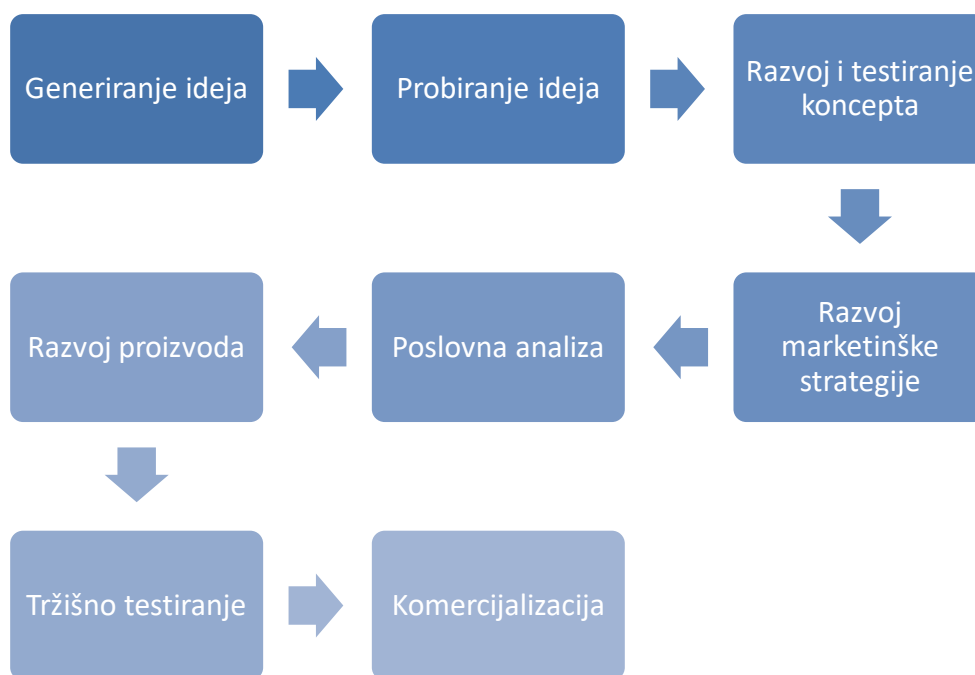 Generiranje ideja
Probiranje ideja
Razvoj i testiranje
koncepta
Razvoj
marketinške
strategije
Poslovna analiza
Razvoj proizvoda
Tržišno testiranje
Komercijalizacija